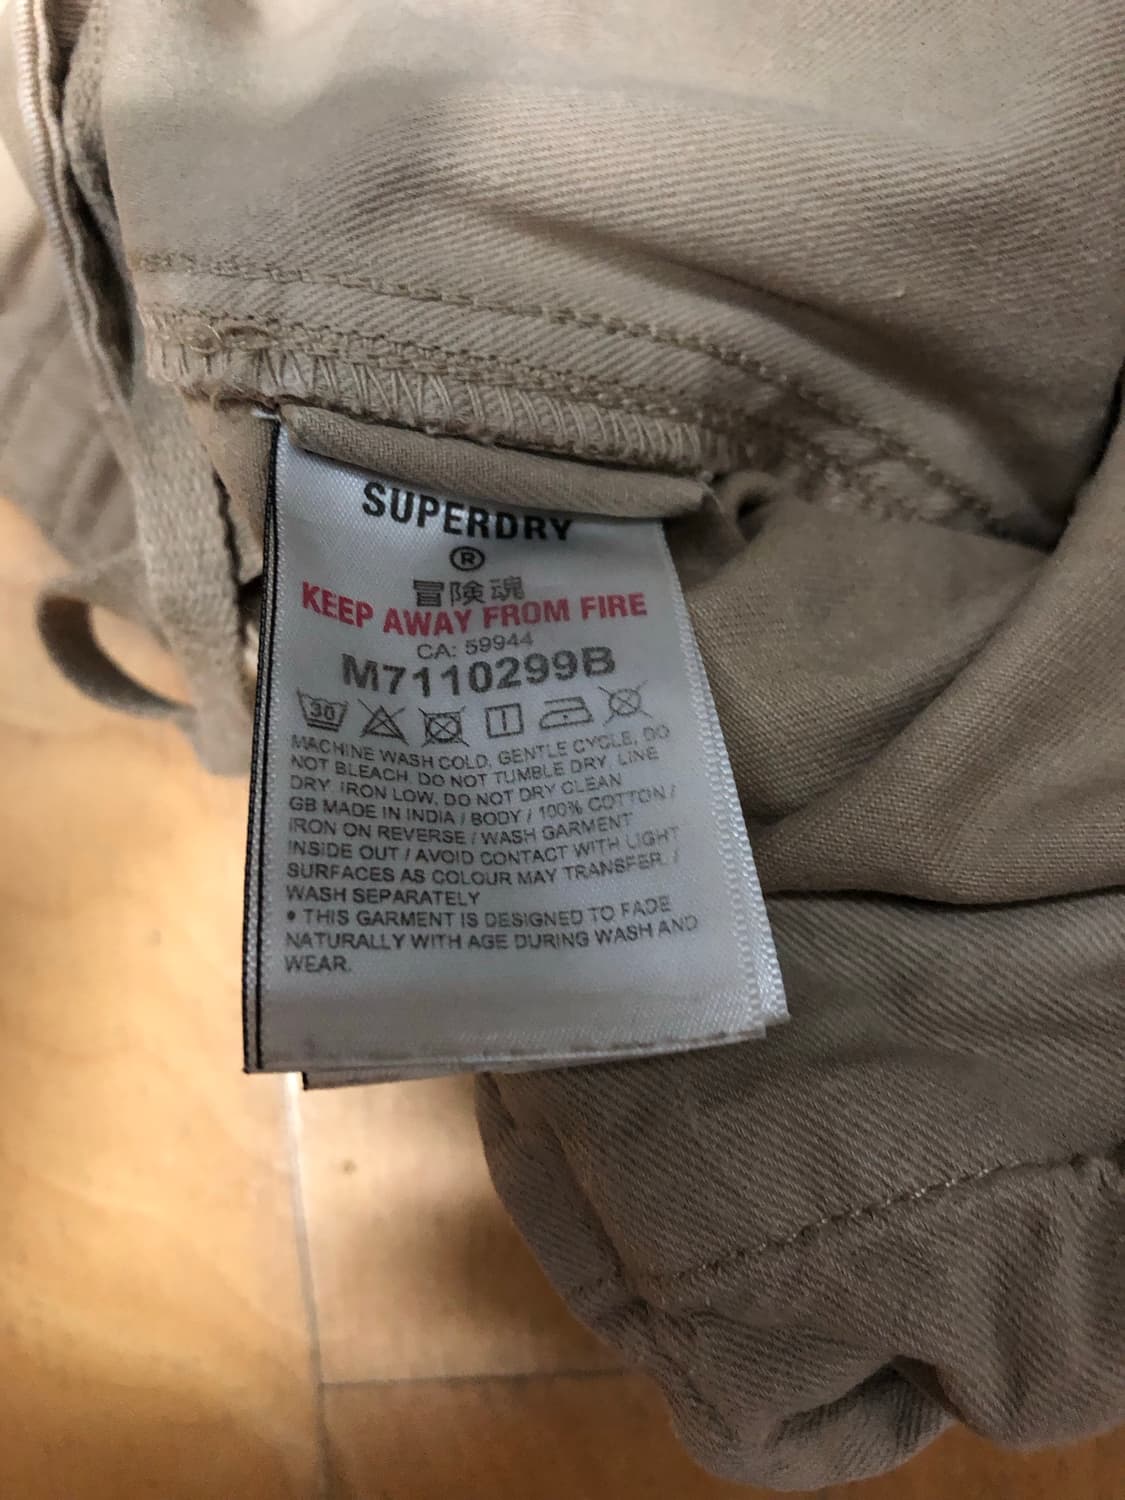 SUPERDRY
®
冒険魂
KEEP AWAY FROM FIRE
CA: 59944
M7110299B
30
MACHINE WASH COLD, GENTLE CYCLE, DO
NOT BLEACH, DO NOT TUMBLE DRY, LINE
DRY, IRON LOW, DO NOT DRY CLEAN
GB MADE IN INDIA / BODY / 100% COTTON /
IRON ON REVERSE / WASH GARMENT
INSIDE OUT / AVOID CONTACT WITH LIGHT
SURFACES AS COLOUR MAY TRANSFER. /
WASH SEPARATELY
• THIS GARMENT IS DESIGNED TO FADE
NATURALLY WITH AGE DURING WASH AND
WEAR.